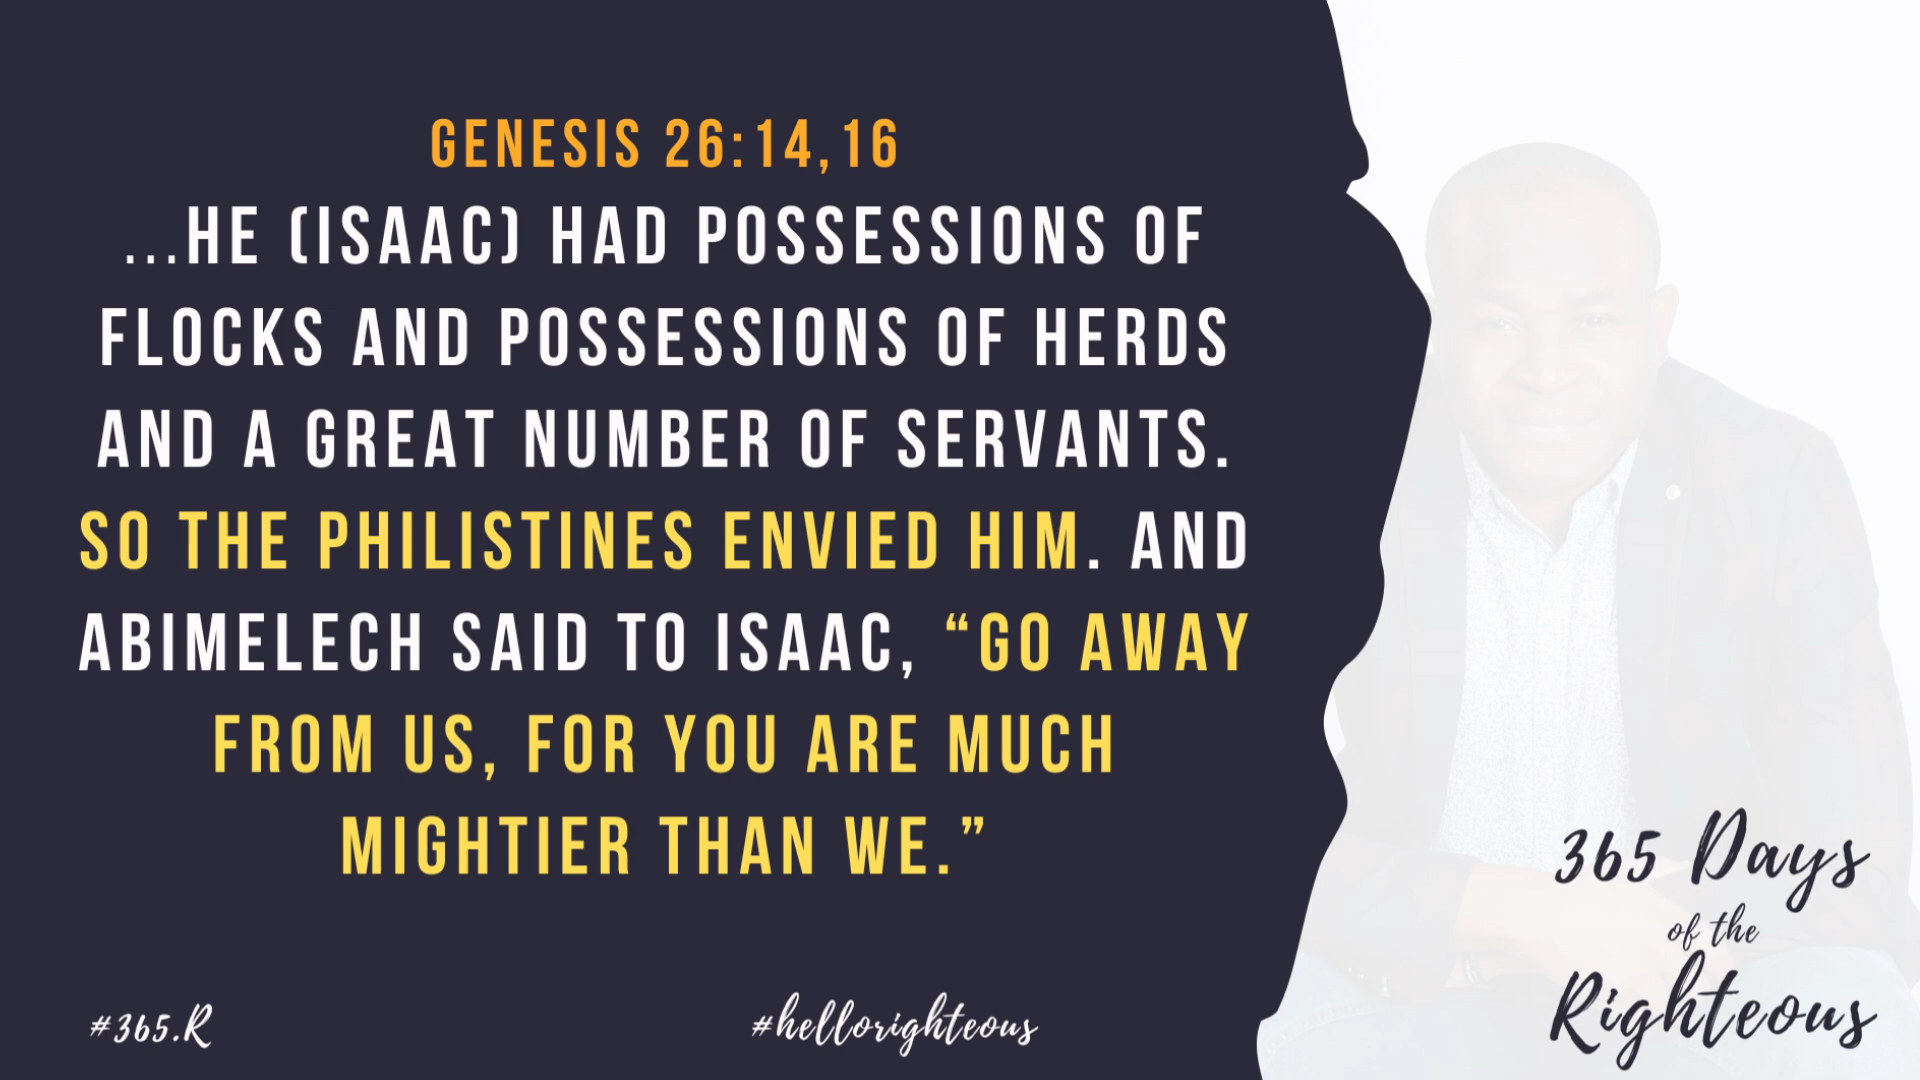 GENESIS 26:14,16
...HE (ISAAC) HAD POSSESSIONS OF
FLOCKS AND POSSESSIONS OF HERDS
AND A GREAT NUMBER OF SERVANTS.
SO THE PHILISTINES ENVIED HIM. AND
ABIMELECH SAID TO ISAAC, “GO AWAY
FROM US, FOR YOU ARE MUCH
MIGHTIER THAN WE.”
#365.R
#hellorighteous
365 Days
of the
Righteous